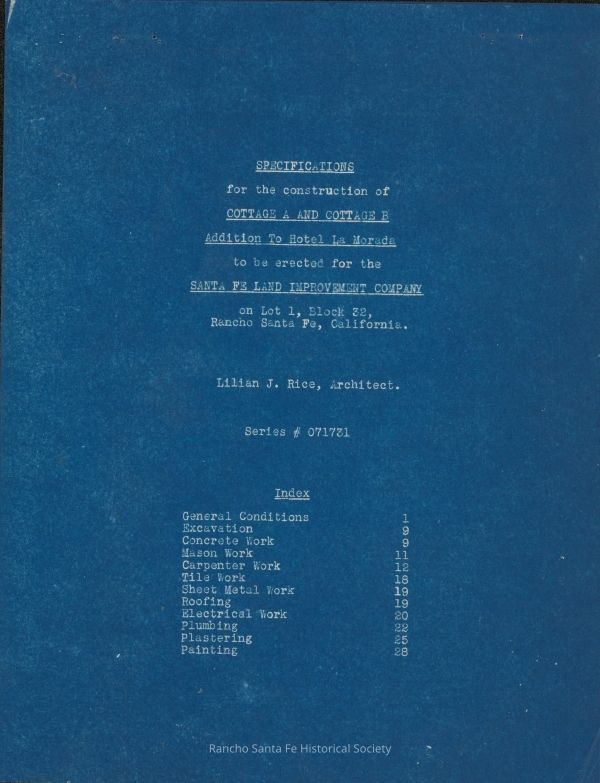 SPECIFICATIONS
for the construction of
COTTAGE A AND COTTAGE B
Addition To Hotel La Morada
to be erected for the
SANTA FE LAND IMPROVEMENT COMPANY
on Lot 1, Block 32,
Rancho Santa Fe, California.
Lilian J. Rice, Architect.
Series # 071731
Index
General Conditions 1
Excavation 9
Concrete Work 9
Mason Work 11
Carpenter Work 12
Tile Work 18
Sheet Metal Work 19
Roofing 19
Electrical Work 20
Plumbing 22
Plastering 25
Painting 28
Rancho Santa Fe Historical Society